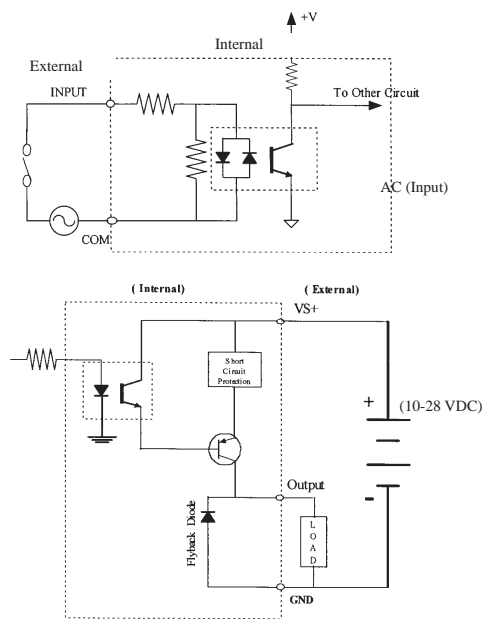 +V
Internal
External
INPUT
To Other Circuit
AC (Input)
COM
( Internal)
( External)
VS+
Short
Circuit
Protection
+
(10-28 VDC)
-
Output
Flyback Diode
LOAD
GND